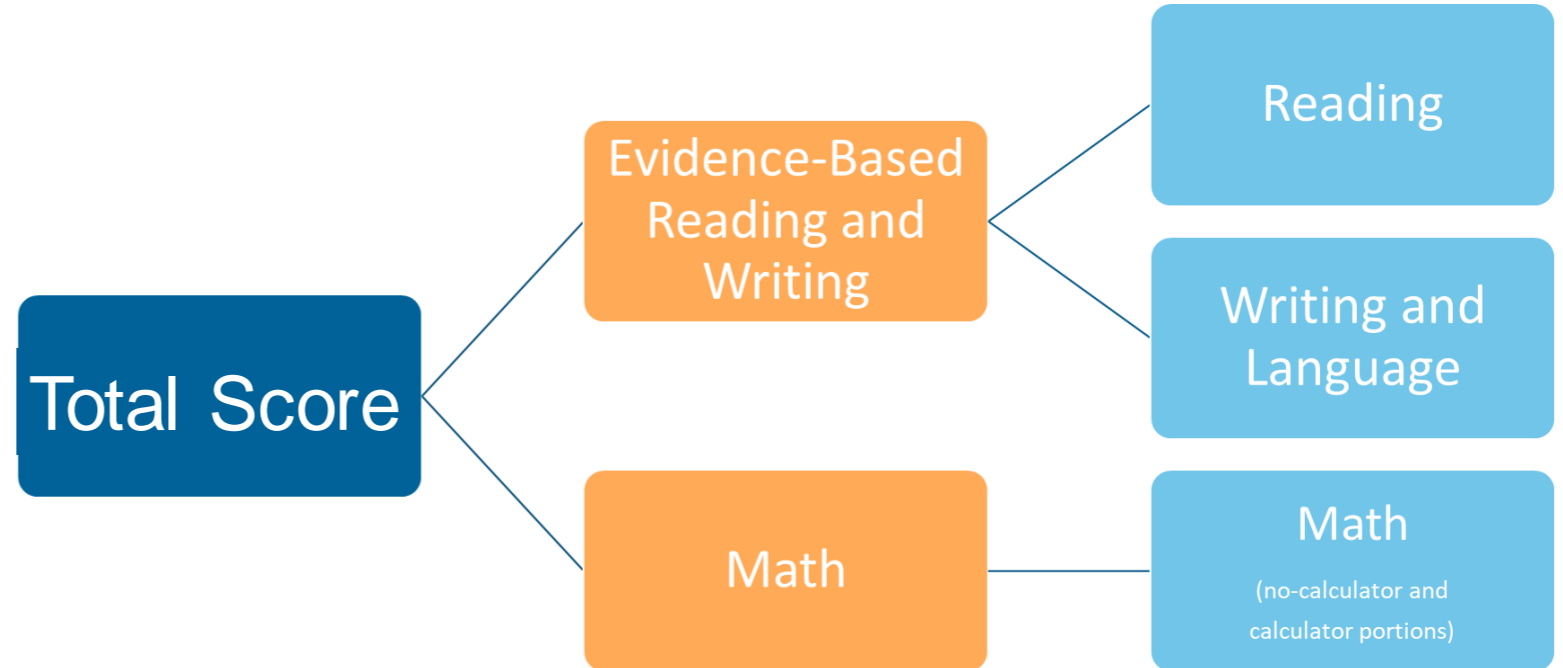 Total Score
Evidence-Based
Reading and
Writing
Math
Reading
Writing and
Language
Math
(no-calculator and
calculator portions)